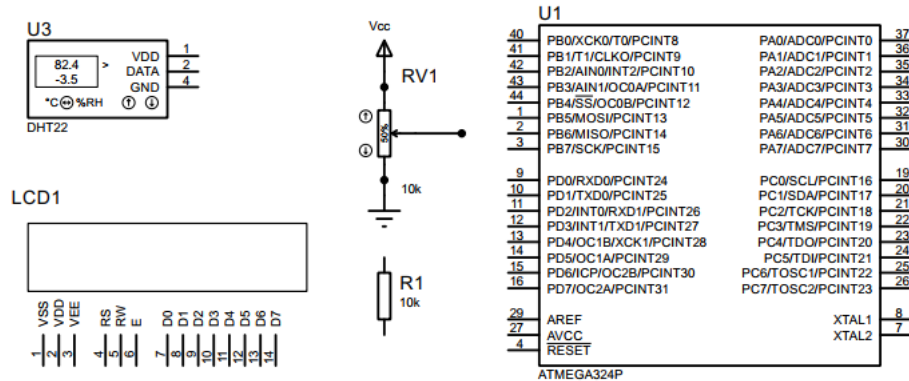 U3
82.4
-3.5
>
°C %RH
VDD 1
DATA 2
GND 4
DHT22
Vcc
RV1
50%
10k
R1
10k
LCD1
VSS VDD VEE RS RW E D0 D1 D2 D3 D4 D5 D6 D7
1 2 3 4 5 6 7 8 9 10 11 12 13 14
U1
40 PB0/XCK0/T0/PCINT8 PA0/ADC0/PCINT0 37
41 PB1/T1/CLKO/PCINT9 PA1/ADC1/PCINT1 36
42 PB2/AIN0/INT2/PCINT10 PA2/ADC2/PCINT2 35
43 PB3/AIN1/OC0A/PCINT11 PA3/ADC3/PCINT3 34
44 PB4/SS/OC0B/PCINT12 PA4/ADC4/PCINT4 33
1 PB5/MOSI/PCINT13 PA5/ADC5/PCINT5 32
2 PB6/MISO/PCINT14 PA6/ADC6/PCINT6 31
3 PB7/SCK/PCINT15 PA7/ADC7/PCINT7 30
9 PD0/RXD0/PCINT24 PC0/SCL/PCINT16 19
10 PD1/TXD0/PCINT25 PC1/SDA/PCINT17 20
11 PD2/INT0/RXD1/PCINT26 PC2/TCK/PCINT18 21
12 PD3/INT1/TXD1/PCINT27 PC3/TMS/PCINT19 22
13 PD4/OC1B/XCK1/PCINT28 PC4/TDO/PCINT20 23
14 PD5/OC1A/PCINT29 PC5/TDI/PCINT21 24
15 PD6/ICP/OC2B/PCINT30 PC6/TOSC1/PCINT22 25
16 PD7/OC2A/PCINT31 PC7/TOSC2/PCINT23 26
29 AREF XTAL1 8
27 AVCC XTAL2 7
4 RESET
ATMEGA324P